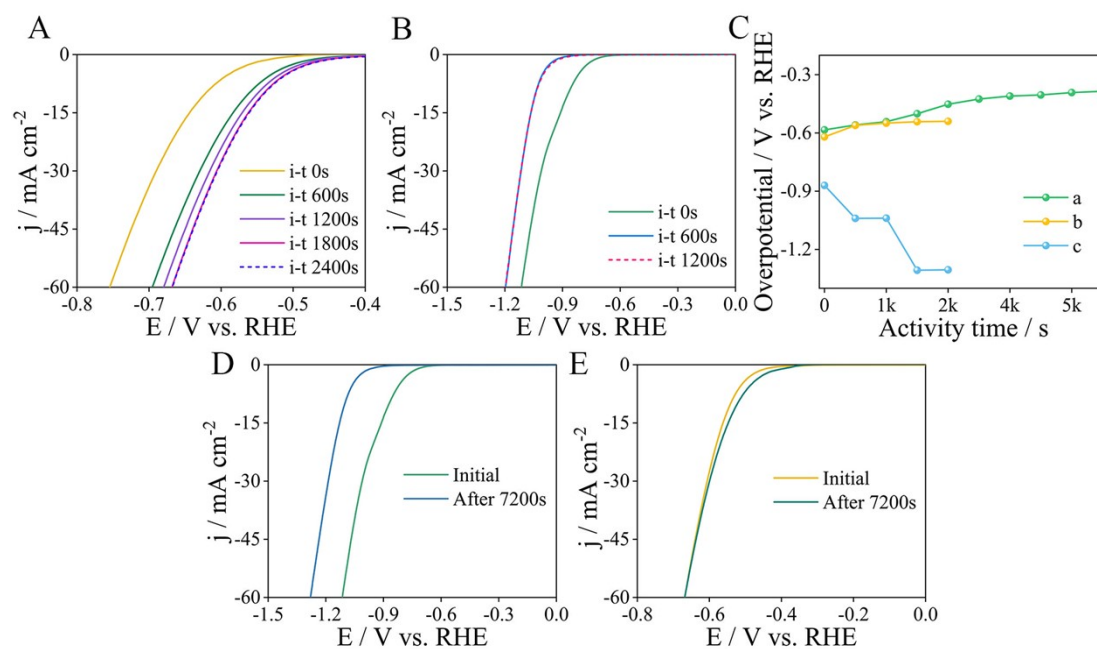 A
0
-15
-30
-45
-60
j / mA cm-2
i-t 0s
i-t 600s
i-t 1200s
i-t 1800s
i-t 2400s
-0.8 -0.7 -0.6 -0.5 -0.4
E / V vs. RHE
B
0
-15
-30
-45
-60
j / mA cm-2
i-t 0s
i-t 600s
i-t 1200s
-1.5 -1.2 -0.9 -0.6 -0.3 0.0
E / V vs. RHE
C
-0.3
-0.6
-0.9
-1.2
Overpotential / V vs. RHE
a
b
c
0 1k 2k 4k 5k
Activity time / s
D
0
-15
-30
-45
-60
j / mA cm-2
Initial
After 7200s
-1.5 -1.2 -0.9 -0.6 -0.3 0.0
E / V vs. RHE
E
0
-15
-30
-45
-60
j / mA cm-2
Initial
After 7200s
-0.8 -0.6 -0.4 -0.2 0.0
E / V vs. RHE